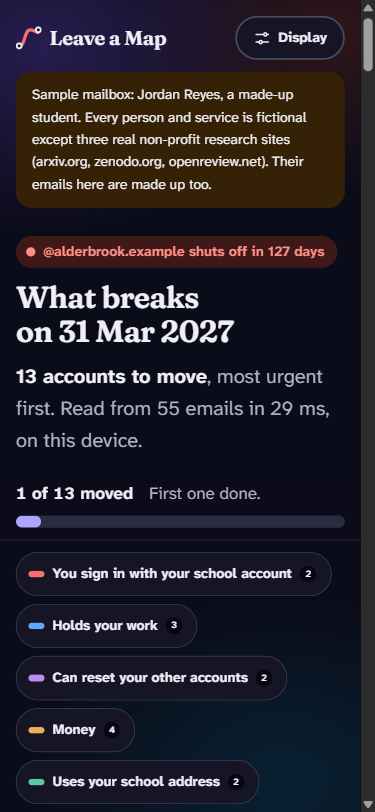 Leave a Map
Display
Sample mailbox: Jordan Reyes, a made-up
student. Every person and service is fictional
except three real non-profit research sites
(arxiv.org, zenodo.org, openreview.net). Their
emails here are made up too.
@alderbrook.example shuts off in 127 days
What breaks
on 31 Mar 2027
13 accounts to move, most urgent
first. Read from 55 emails in 29 ms,
on this device.
1 of 13 moved First one done.
You sign in with your school account 2
Holds your work 3
Can reset your other accounts 2
Money 4
Uses your school address 2